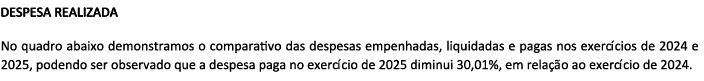 DESPESA REALIZADA
No quadro abaixo demonstramos o comparativo das despesas empenhadas, liquidadas e pagas nos exercícios de 2024 e
2025, podendo ser observado que a despesa paga no exercício de 2025 diminui 30,01%, em relação ao exercício de 2024.